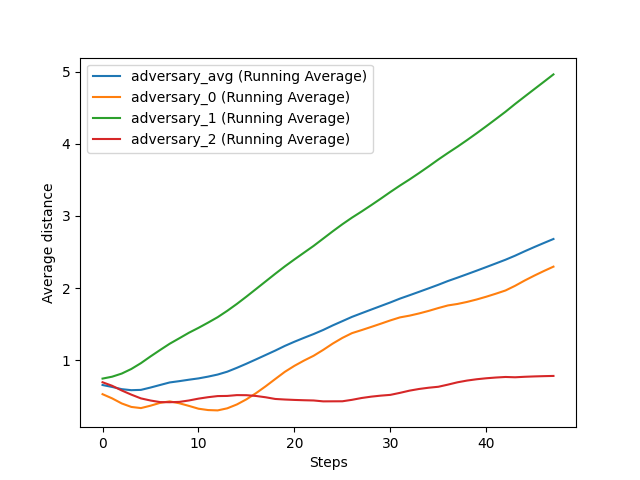 adversary_avg (Running Average)
adversary_0 (Running Average)
adversary_1 (Running Average)
adversary_2 (Running Average)
5
4
3
2
1
Average distance
0
10
20
30
40
Steps